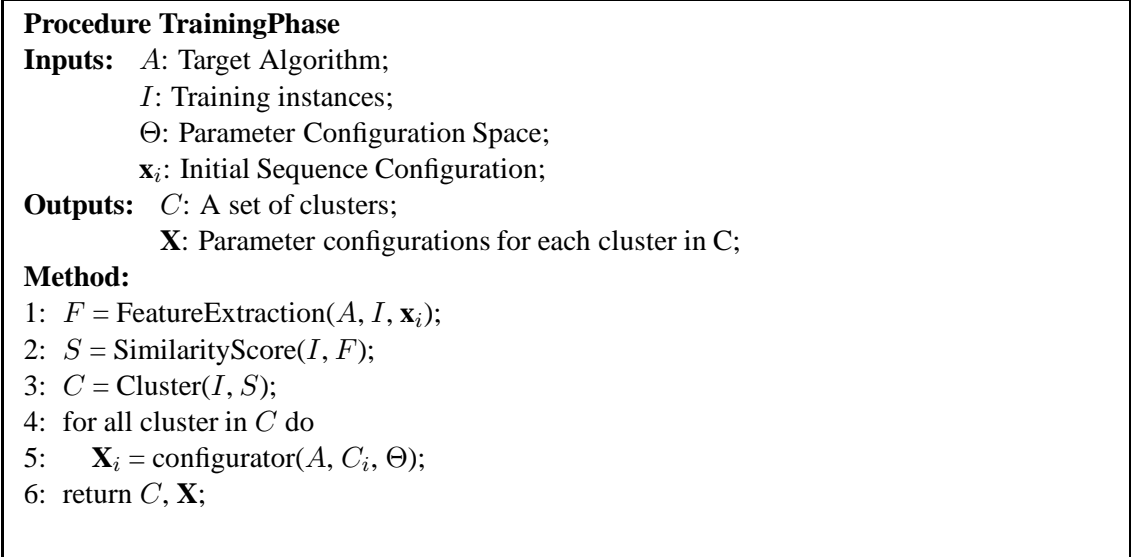 Procedure TrainingPhase
Inputs: A: Target Algorithm;
I: Training instances;
Θ: Parameter Configuration Space;
xᵢ: Initial Sequence Configuration;
Outputs: C: A set of clusters;
X: Parameter configurations for each cluster in C;
Method:
1: F = FeatureExtraction(A, I, xᵢ);
2: S = SimilarityScore(I, F);
3: C = Cluster(I, S);
4: for all cluster in C do
5: Xᵢ = configurator(A, Cᵢ, Θ);
6: return C, X;